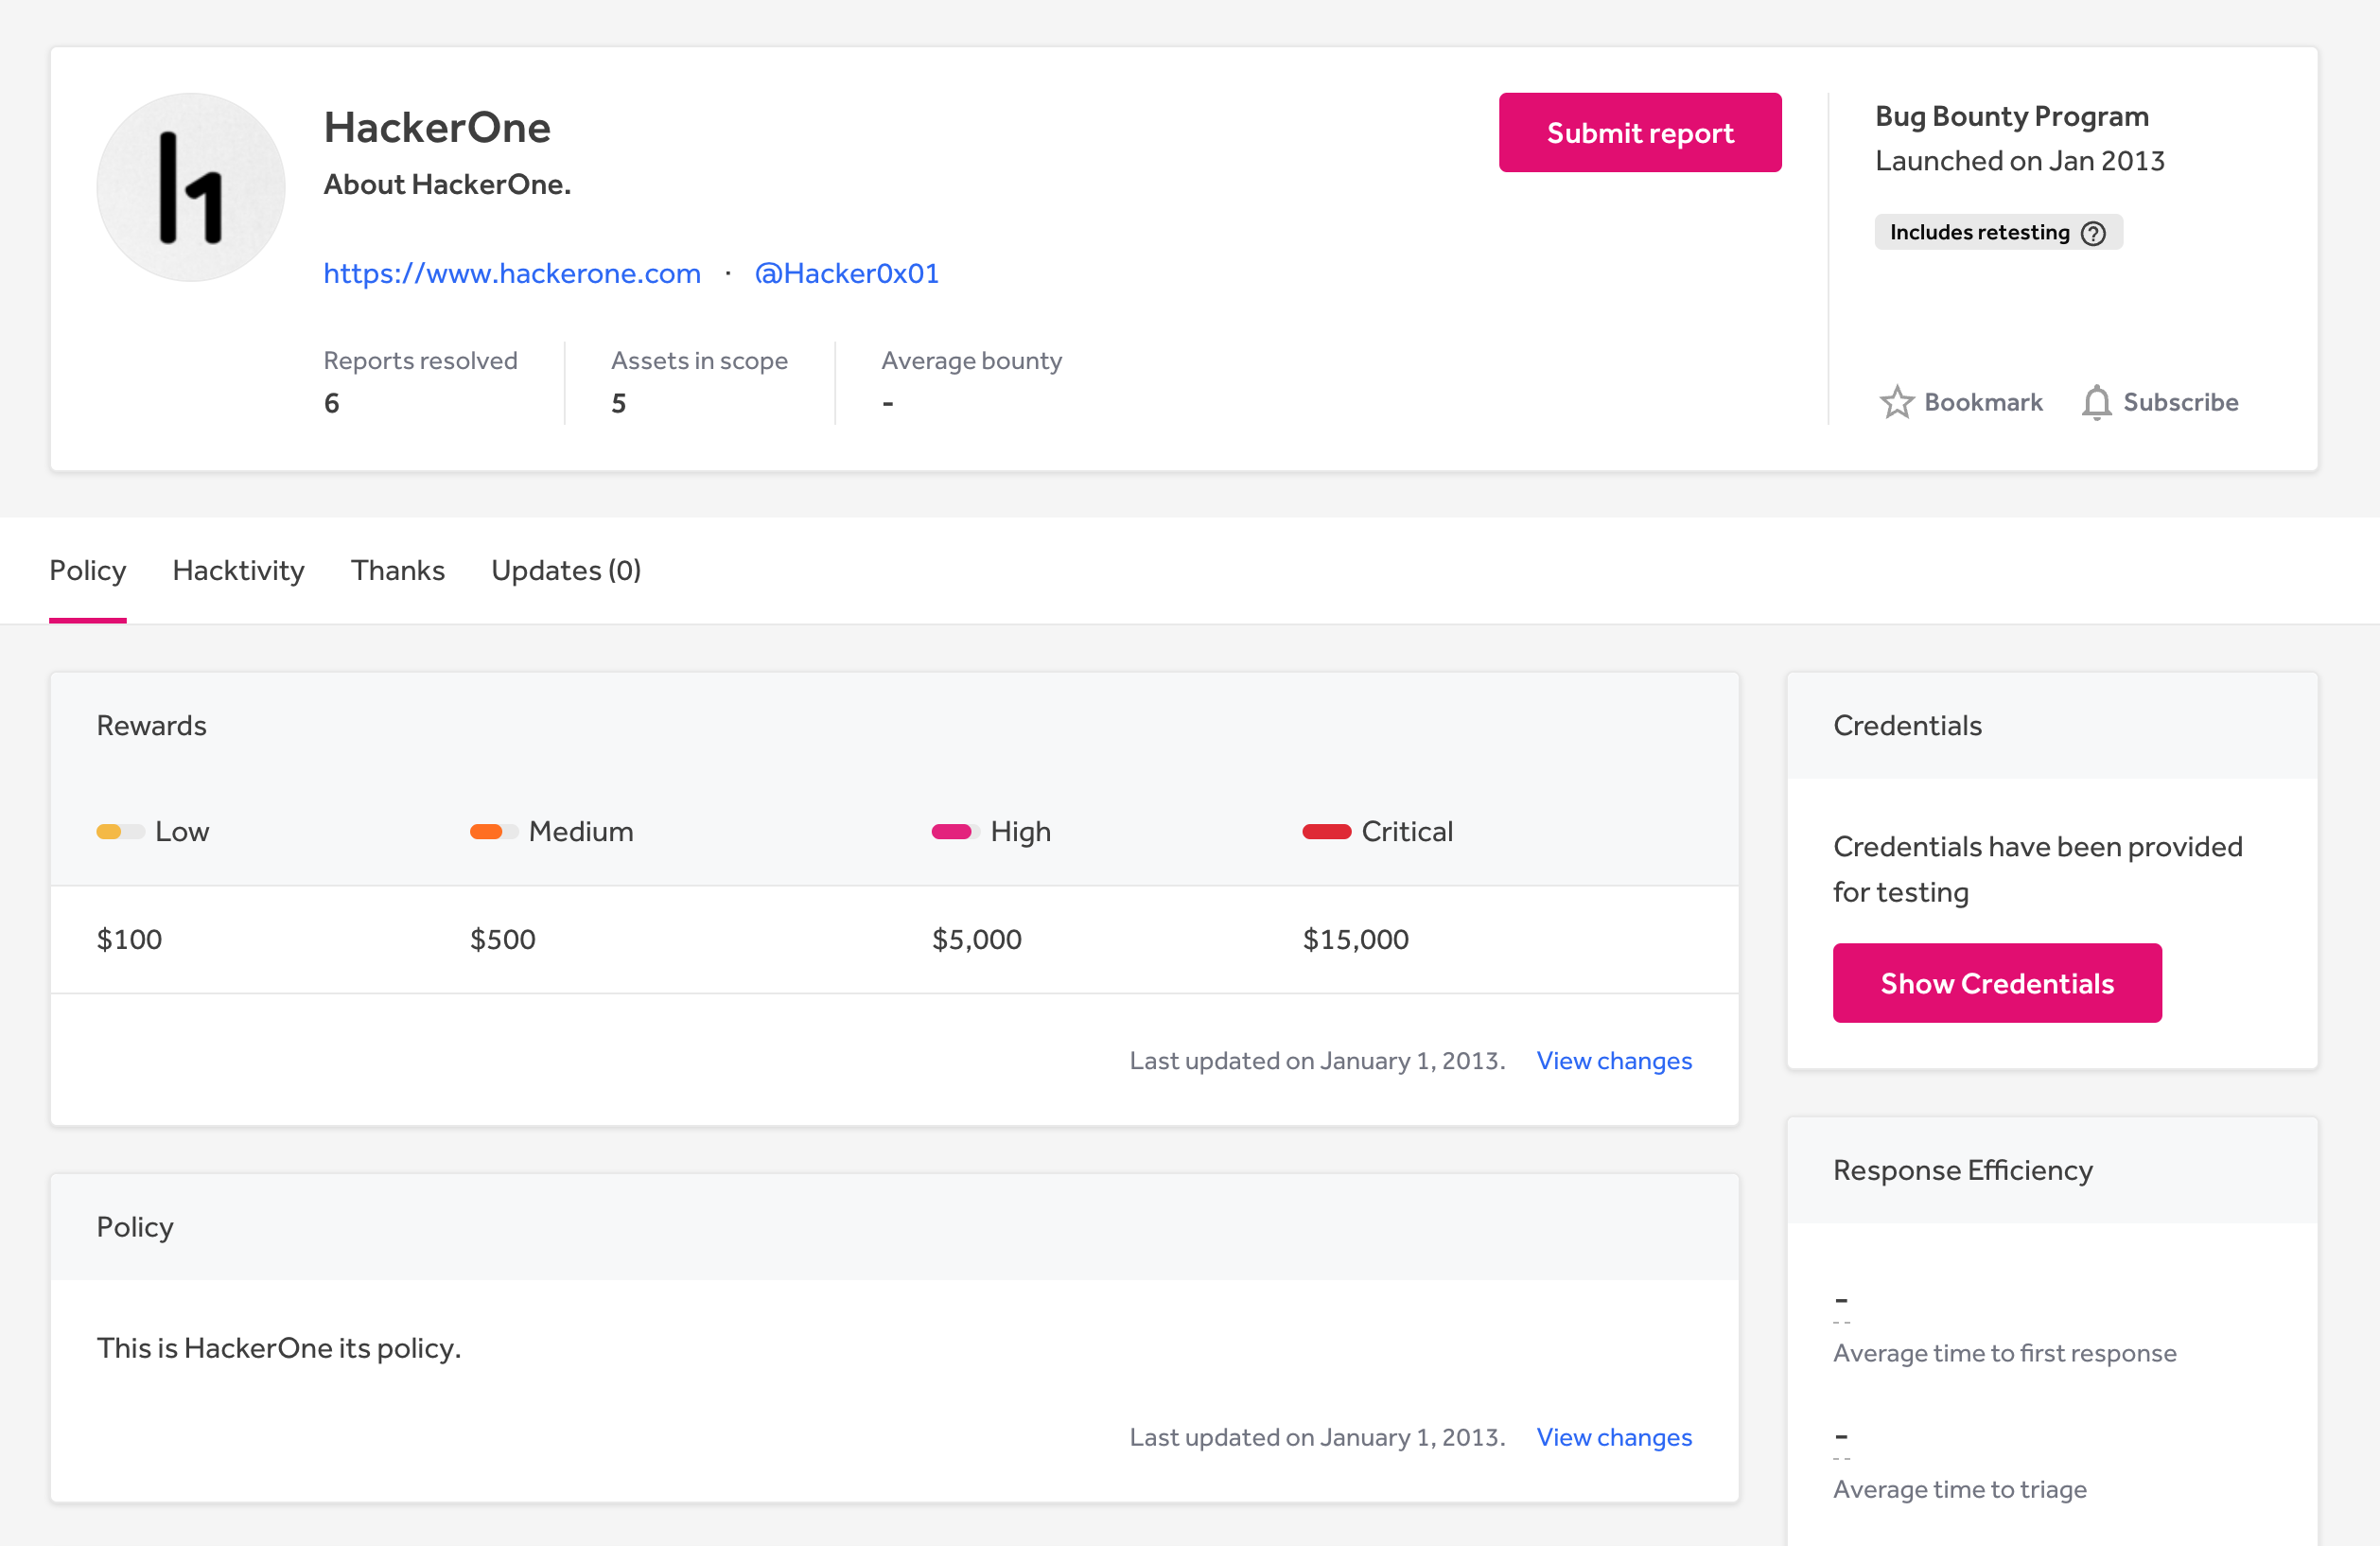 h1
HackerOne
About HackerOne.
https://www.hackerone.com · @Hacker0x01
Reports resolved
6
Assets in scope
5
Average bounty
-
Submit report
Bug Bounty Program
Launched on Jan 2013
Includes retesting ?
Bookmark
Subscribe
Policy
Hacktivity
Thanks
Updates (0)
Rewards
Low
Medium
High
Critical
$100
$500
$5,000
$15,000
Last updated on January 1, 2013. View changes
Policy
This is HackerOne its policy.
Last updated on January 1, 2013. View changes
Credentials
Credentials have been provided
for testing
Show Credentials
Response Efficiency
-
Average time to first response
-
Average time to triage